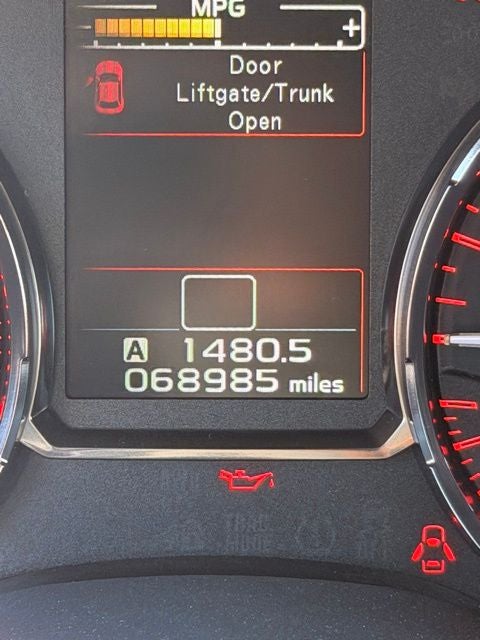 MPG
+
Door
Liftgate/Trunk
Open
A 1480.5
068985 miles